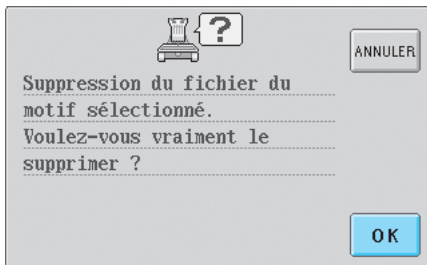 ?
ANNULER
Suppression du fichier du
motif sélectionné.
Voulez-vous vraiment le
supprimer ?
OK